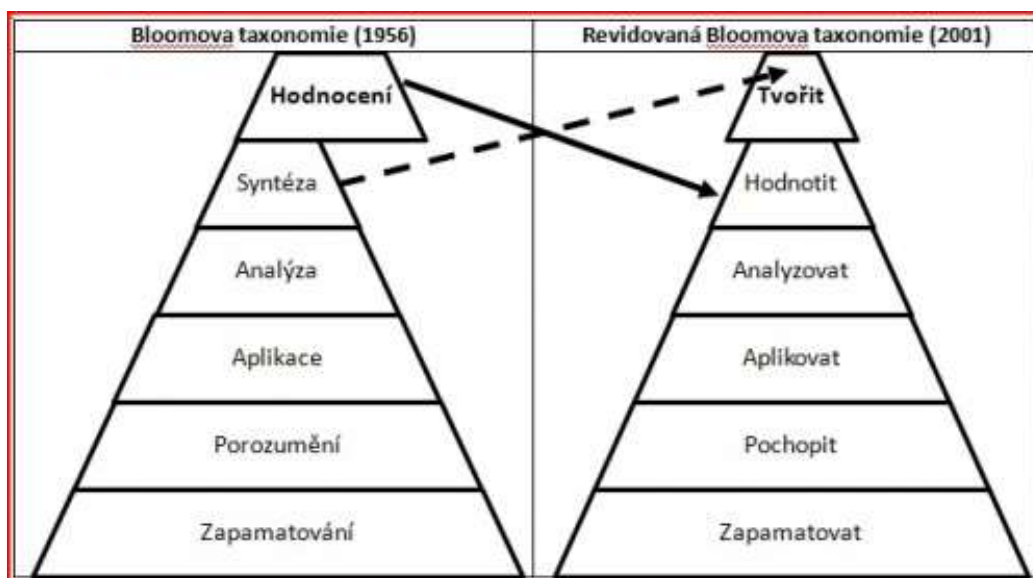 Bloomova taxonomie (1956)
Revidovaná Bloomova taxonomie (2001)
Hodnocení
Syntéza
Analýza
Aplikace
Porozumění
Zapamatování
Tvořit
Hodnotit
Analyzovat
Aplikovat
Pochopit
Zapamatovat